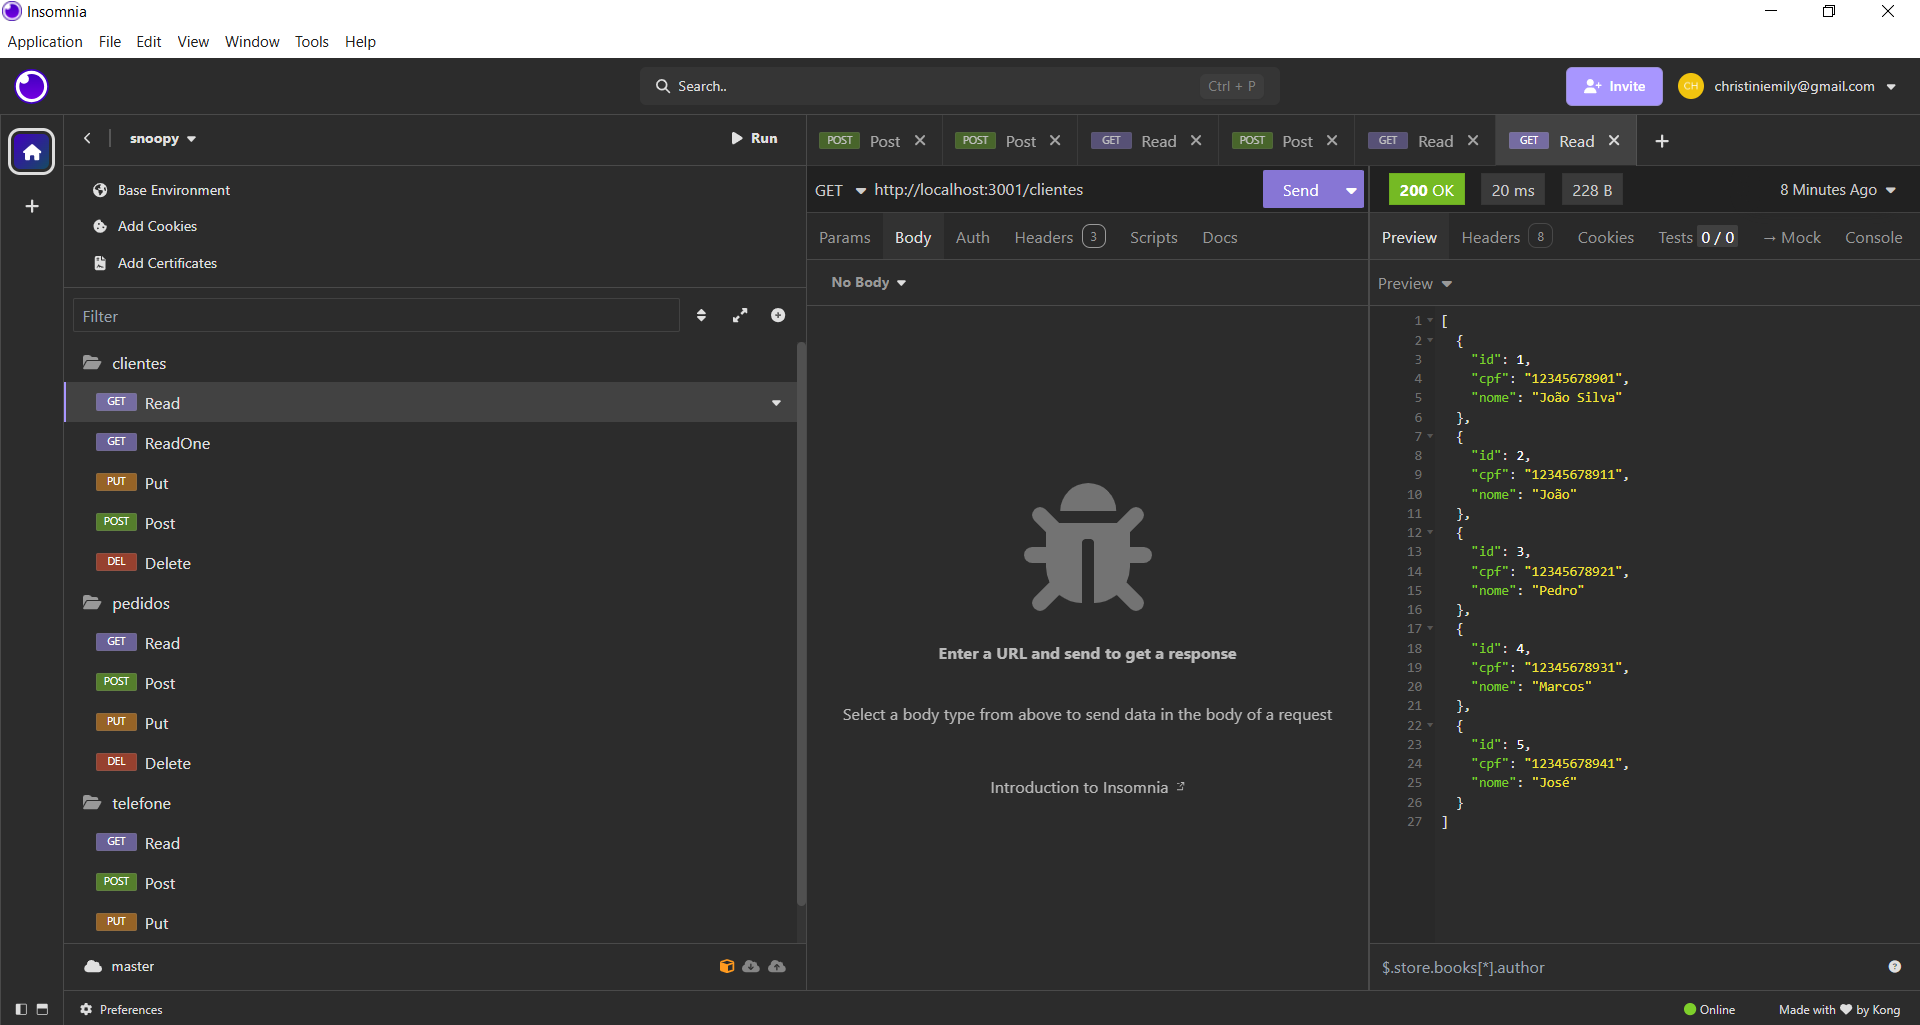 Insomnia
Application File Edit View Window Tools Help
Search.. Ctrl + P
Invite
CH christiniemily@gmail.com
snoopy
Run
Base Environment
Add Cookies
Add Certificates
Filter
clientes
GET Read
GET ReadOne
PUT Put
POST Post
DEL Delete
pedidos
GET Read
POST Post
PUT Put
DEL Delete
telefone
GET Read
POST Post
PUT Put
master
POST Post POST Post GET Read POST Post GET Read GET Read
GET http://localhost:3001/clientes Send
Params Body Auth Headers 3 Scripts Docs
No Body
Enter a URL and send to get a response
Select a body type from above to send data in the body of a request
Introduction to Insomnia
200 OK 20 ms 228 B 8 Minutes Ago
Preview Headers 8 Cookies Tests 0 / 0 → Mock Console
Preview
1 [
2 {
3 "id": 1,
4 "cpf": "12345678901",
5 "nome": "João Silva"
6 },
7 {
8 "id": 2,
9 "cpf": "12345678911",
10 "nome": "João"
11 },
12 {
13 "id": 3,
14 "cpf": "12345678921",
15 "nome": "Pedro"
16 },
17 {
18 "id": 4,
19 "cpf": "12345678931",
20 "nome": "Marcos"
21 },
22 {
23 "id": 5,
24 "cpf": "12345678941",
25 "nome": "José"
26 }
27 ]
$.store.books[*].author
Preferences
Online
Made with ❤ by Kong